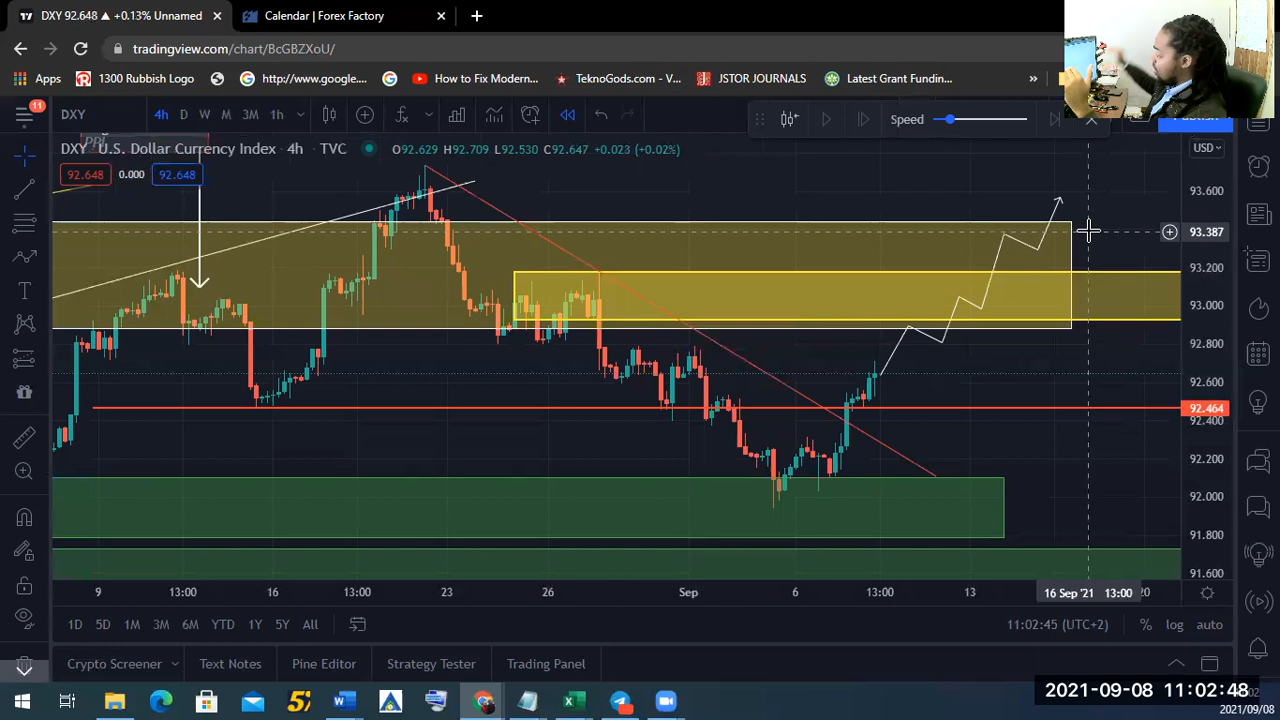 DXY 92.648 ▲ +0.13% Unnamed
Calendar | Forex Factory
tradingview.com/chart/BcGBZXoU/
Apps
1300 Rubbish Logo
http://www.google....
How to Fix Modern...
TeknoGods.com - V...
JSTOR JOURNALS
Latest Grant Fundin...
»
11
DXY
4h D W M 3M 1h
Speed
Publish
PPI
DXY U.S. Dollar Currency Index · 4h · TVC
O92.629 H92.709 L92.530 C92.647 +0.023 (+0.02%)
USD
92.648 0.000 92.648
93.600
93.387
93.200
93.000
92.800
92.600
92.464
92.400
92.200
92.000
91.800
91.600
9 13:00 16 13:00 23 26 Sep 6 13:00 13 16 Sep '21 13:00 20
1D 5D 1M 3M 6M YTD 1Y 5Y All
11:02:45 (UTC+2) % log auto
Crypto Screener Text Notes Pine Editor Strategy Tester Trading Panel
2021-09-08 11:02:48
2021/09/08